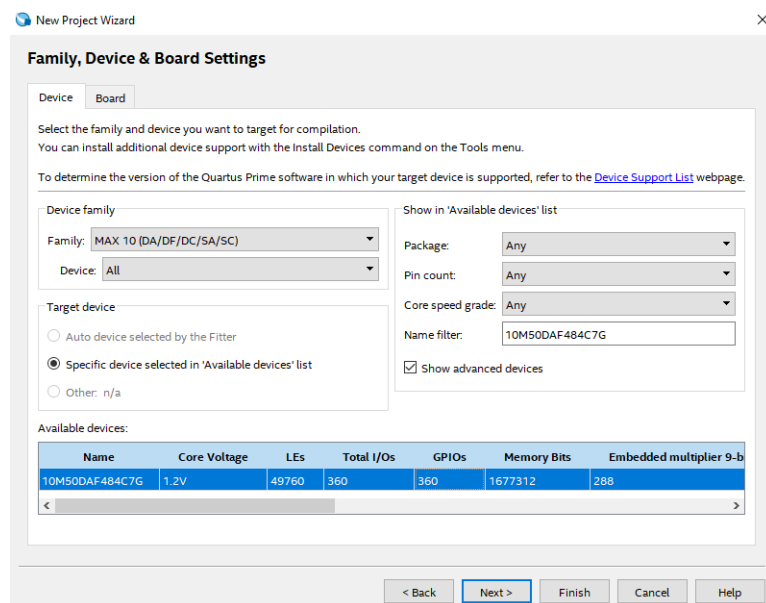 New Project Wizard
Family, Device & Board Settings
Device Board
Select the family and device you want to target for compilation.
You can install additional device support with the Install Devices command on the Tools menu.
To determine the version of the Quartus Prime software in which your target device is supported, refer to the Device Support List webpage.
Device family
Family: MAX 10 (DA/DF/DC/SA/SC)
Device: All
Show in 'Available devices' list
Package: Any
Pin count: Any
Core speed grade: Any
Name filter: 10M50DAF484C7G
Show advanced devices
Target device
Auto device selected by the Fitter
Specific device selected in 'Available devices' list
Other: n/a
Available devices:
Name Core Voltage LEs Total I/Os GPIOs Memory Bits Embedded multiplier 9-b
10M50DAF484C7G 1.2V 49760 360 360 1677312 288
< Back Next > Finish Cancel Help